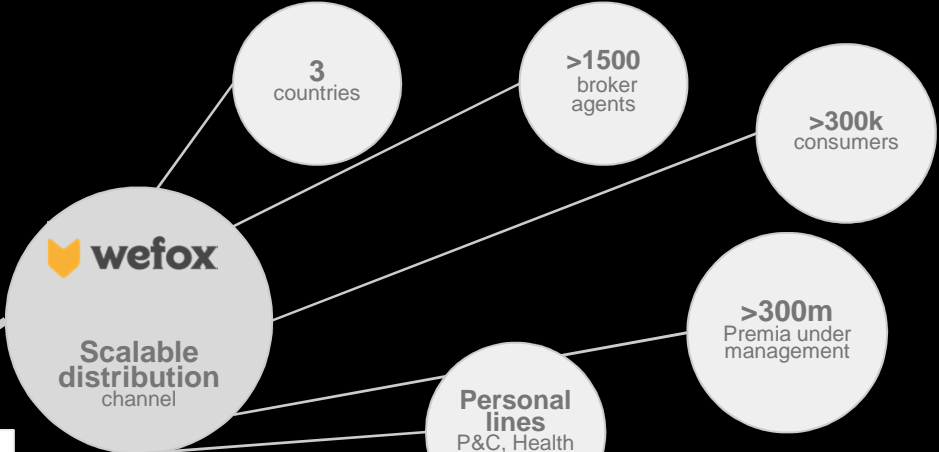 3
countries
>1500
broker
agents
>300k
consumers
wefox
Scalable
distribution
channel
>300m
Premia under
management
Personal
lines
P&C, Health